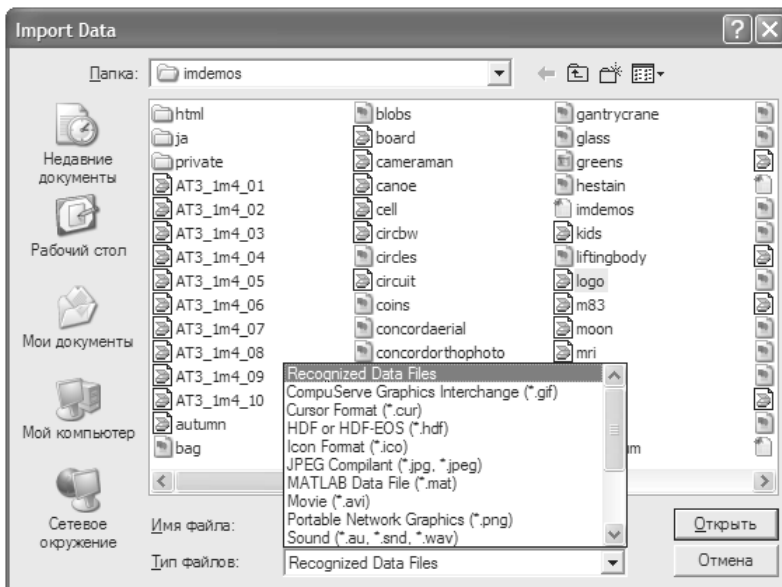 Import Data
Папка:
imdemos
Недавние
документы
Рабочий стол
Мои документы
Мой компьютер
Сетевое
окружение
html
ja
private
AT3_1m4_01
AT3_1m4_02
AT3_1m4_03
AT3_1m4_04
AT3_1m4_05
AT3_1m4_06
AT3_1m4_07
AT3_1m4_08
AT3_1m4_09
AT3_1m4_10
autumn
bag
blobs
board
cameraman
canoe
cell
circbw
circles
circuit
coins
concordaerial
concordorthophoto
gantrycrane
glass
greens
hestain
imdemos
kids
liftingbody
logo
m83
moon
mri
Recognized Data Files
CompuServe Graphics Interchange (*.gif)
Cursor Format (*.cur)
HDF or HDF-EOS (*.hdf)
Icon Format (*.ico)
JPEG Compilant (*.jpg, *.jpeg)
MATLAB Data File (*.mat)
Movie (*.avi)
Portable Network Graphics (*.png)
Sound (*.au, *.snd, *.wav)
Имя файла:
Открыть
Тип файлов:
Recognized Data Files
Отмена